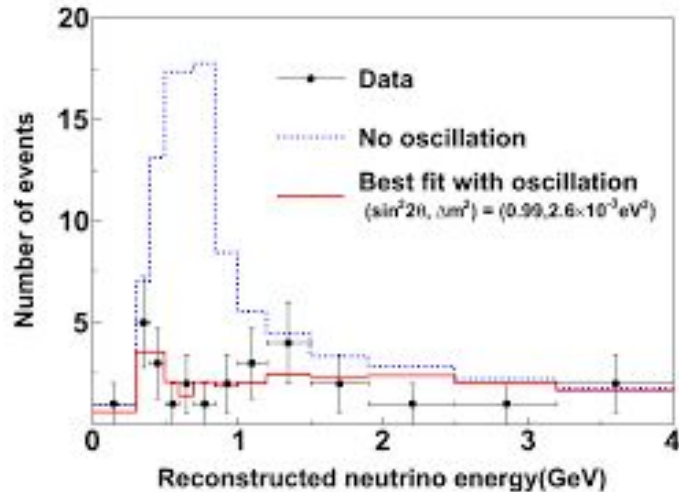 20
15
10
5
0 1 2 3 4
Number of events
Reconstructed neutrino energy(GeV)
Data
No oscillation
Best fit with oscillation
(sin²2θ, Δm²) = (0.99,2.6×10⁻³eV²)